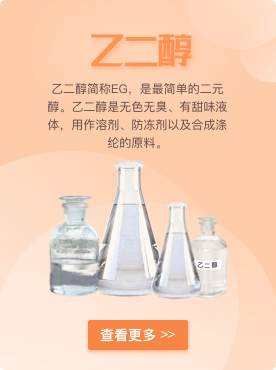 乙二醇
乙二醇简称EG，是最简单的二元
醇。乙二醇是无色无臭、有甜味液
体，用作溶剂、防冻剂以及合成涤
纶的原料。
乙二醇
查看更多 >>